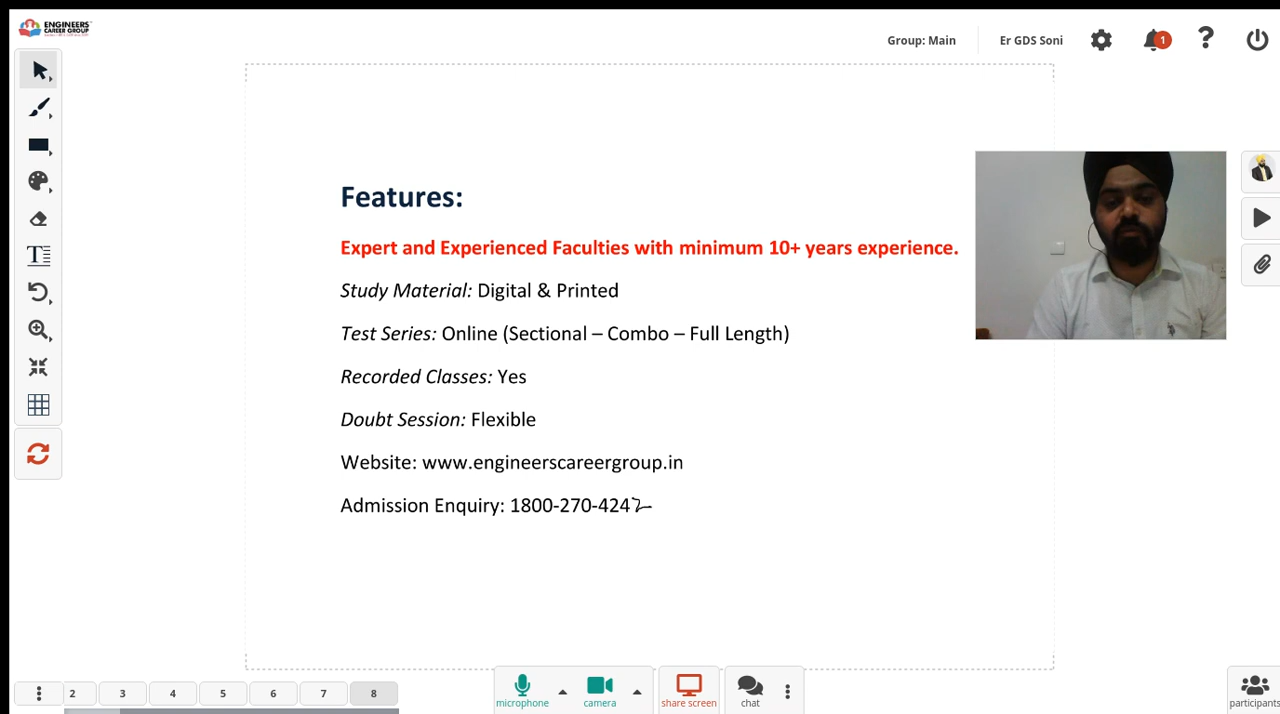 ENGINEERS
CAREER GROUP
Group: Main
Er GDS Soni
1
Features:
Expert and Experienced Faculties with minimum 10+ years experience.
Study Material: Digital & Printed
Test Series: Online (Sectional – Combo – Full Length)
Recorded Classes: Yes
Doubt Session: Flexible
Website: www.engineerscareergroup.in
Admission Enquiry: 1800-270-424
2 3 4 5 6 7 8
microphone
camera
share screen
chat
participants